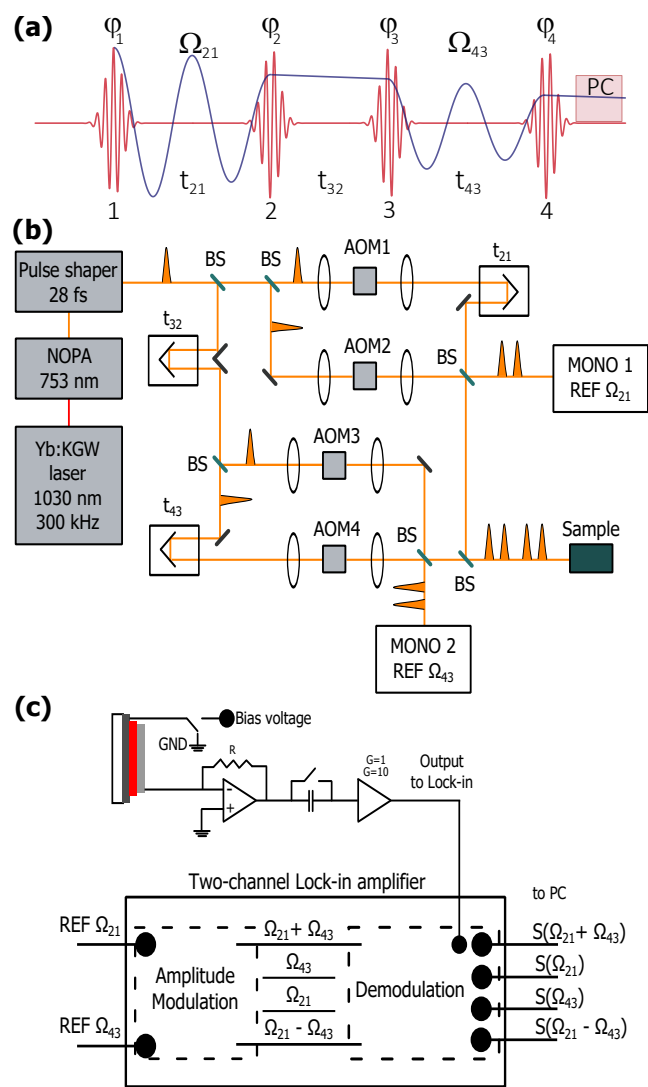 (a)
φ1 Ω21 φ2 φ3 Ω43 φ4
PC
t21 t32 t43
1 2 3 4
(b)
Pulse shaper
28 fs
NOPA
753 nm
Yb:KGW
laser
1030 nm
300 kHz
BS
BS
AOM1
t21
t32
AOM2
BS
MONO 1
REF Ω21
BS
AOM3
t43
AOM4
BS
BS
Sample
MONO 2
REF Ω43
(c)
Bias voltage
GND
R
-
+
G=1
G=10
Output
to Lock-in
Two-channel Lock-in amplifier
to PC
REF Ω21
REF Ω43
Amplitude
Modulation
Ω21+ Ω43
Ω43
Ω21
Ω21 - Ω43
Demodulation
S(Ω21+ Ω43)
S(Ω21)
S(Ω43)
S(Ω21 - Ω43)